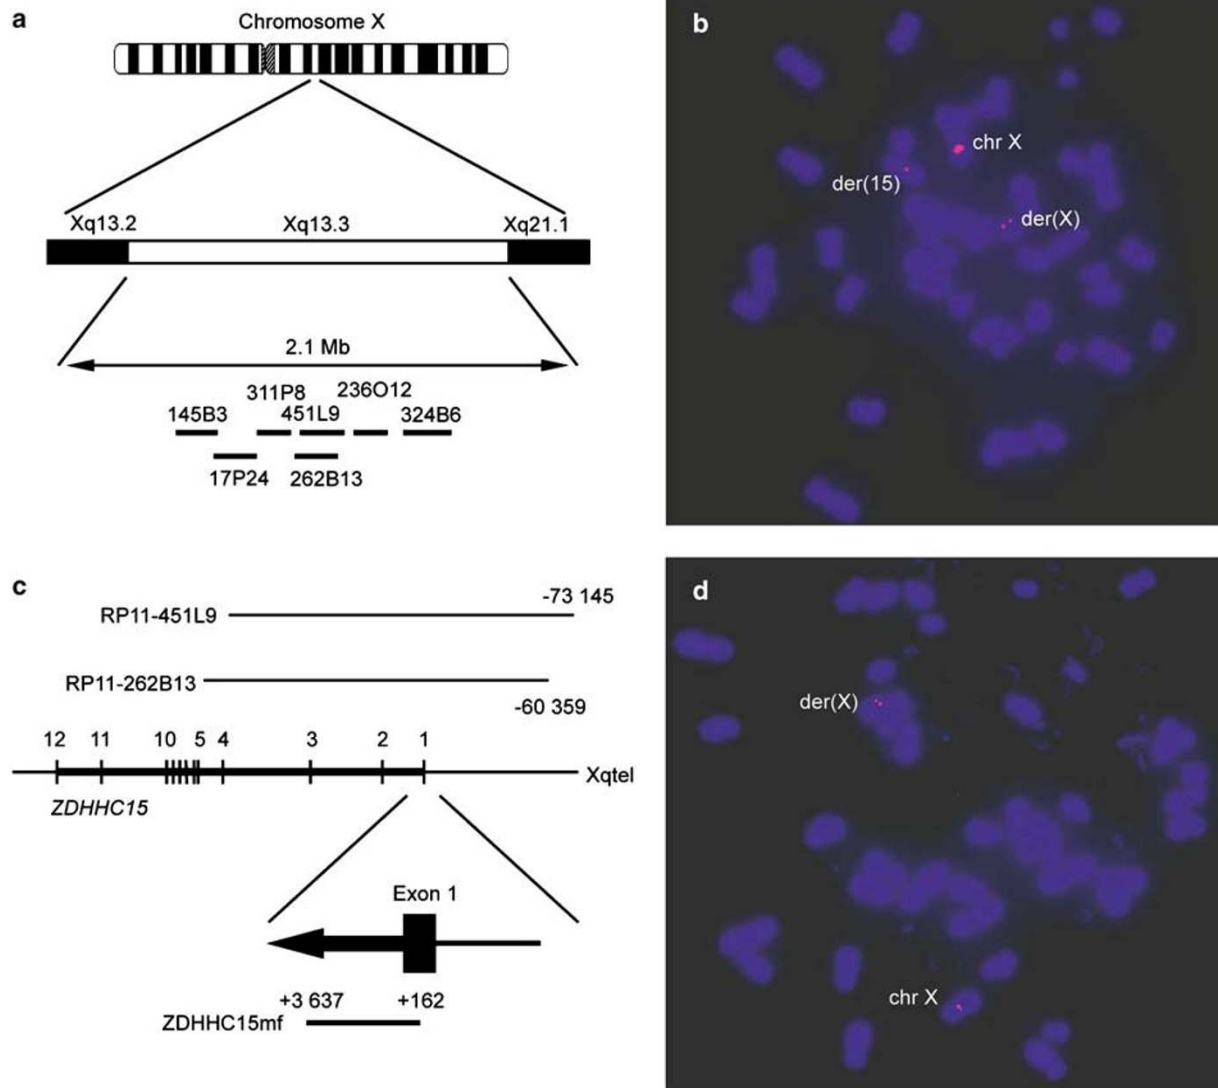 a
Chromosome X
Xq13.2 Xq13.3 Xq21.1
2.1 Mb
311P8 236O12
145B3 451L9 324B6
17P24 262B13
b
chr X
der(15)
der(X)
c
-73 145
RP11-451L9
RP11-262B13
-60 359
12 11 10 5 4 3 2 1
Xqtel
ZDHHC15
Exon 1
+3 637 +162
ZDHHC15mf
d
der(X)
chr X